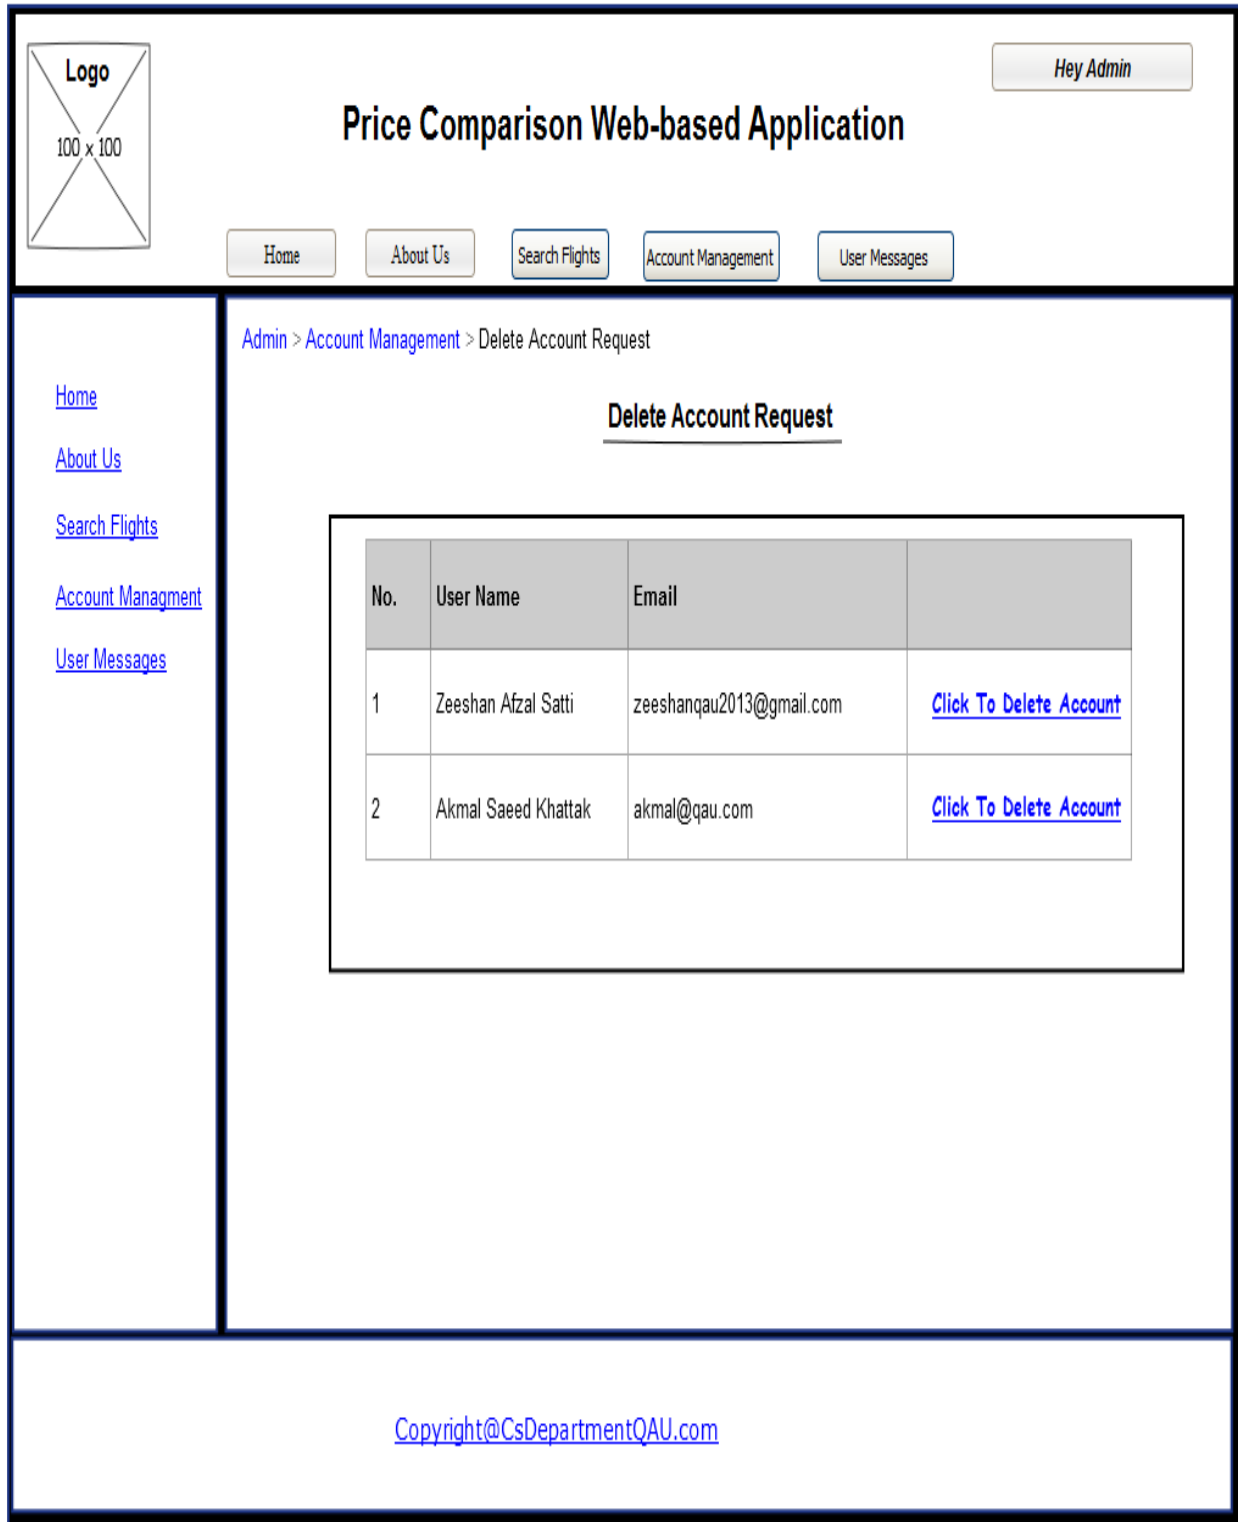 Logo
100 x 100
Hey Admin
Price Comparison Web-based Application
Home
About Us
Search Flights
Account Management
User Messages
Admin > Account Management > Delete Account Request
Home
About Us
Search Flights
Account Managment
User Messages
Delete Account Request
No. User Name Email
1 Zeeshan Afzal Satti zeeshanqau2013@gmail.com Click To Delete Account
2 Akmal Saeed Khattak akmal@qau.com Click To Delete Account
Copyright@CsDepartmentQAU.com